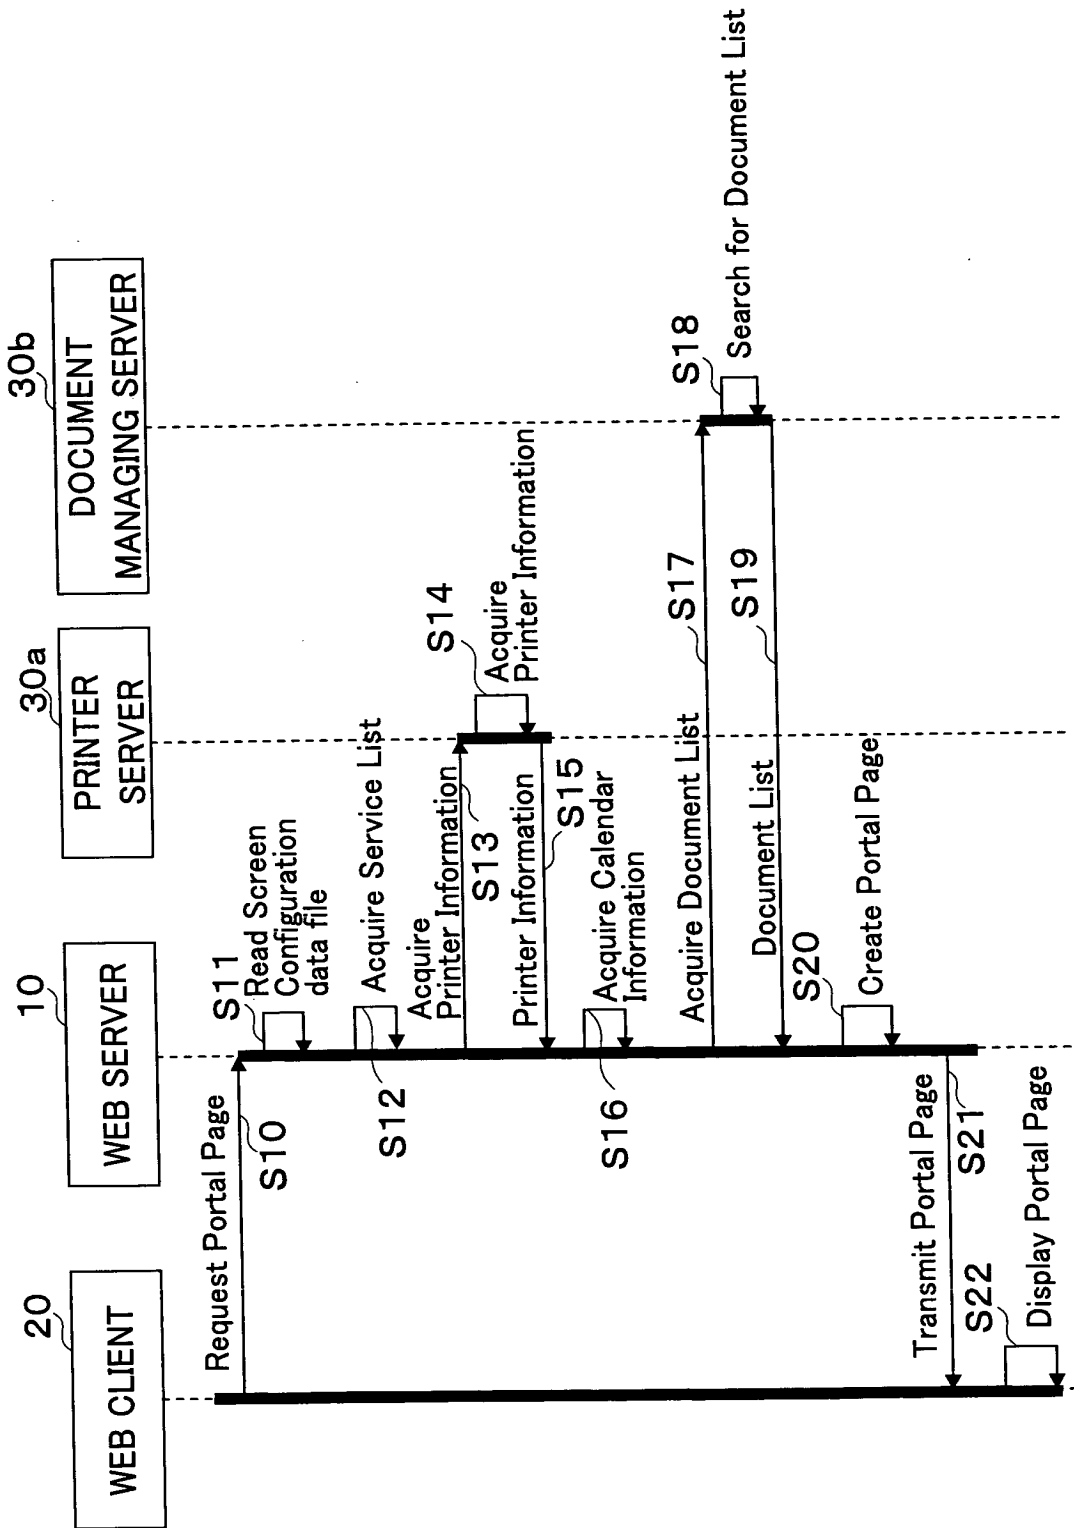 20
WEB CLIENT
10
WEB SERVER
30a
PRINTER
SERVER
30b
DOCUMENT
MANAGING SERVER
Request Portal Page
S10
S11
Read Screen
Configuration
data file
Acquire Service List
S12
Acquire
Printer Information
S13
S14
Acquire
Printer Information
Printer Information
S15
Acquire Calendar
Information
S16
Acquire Document List
S17
S18
Search for Document List
Document List
S19
S20
Create Portal Page
Transmit Portal Page
S21
S22
Display Portal Page